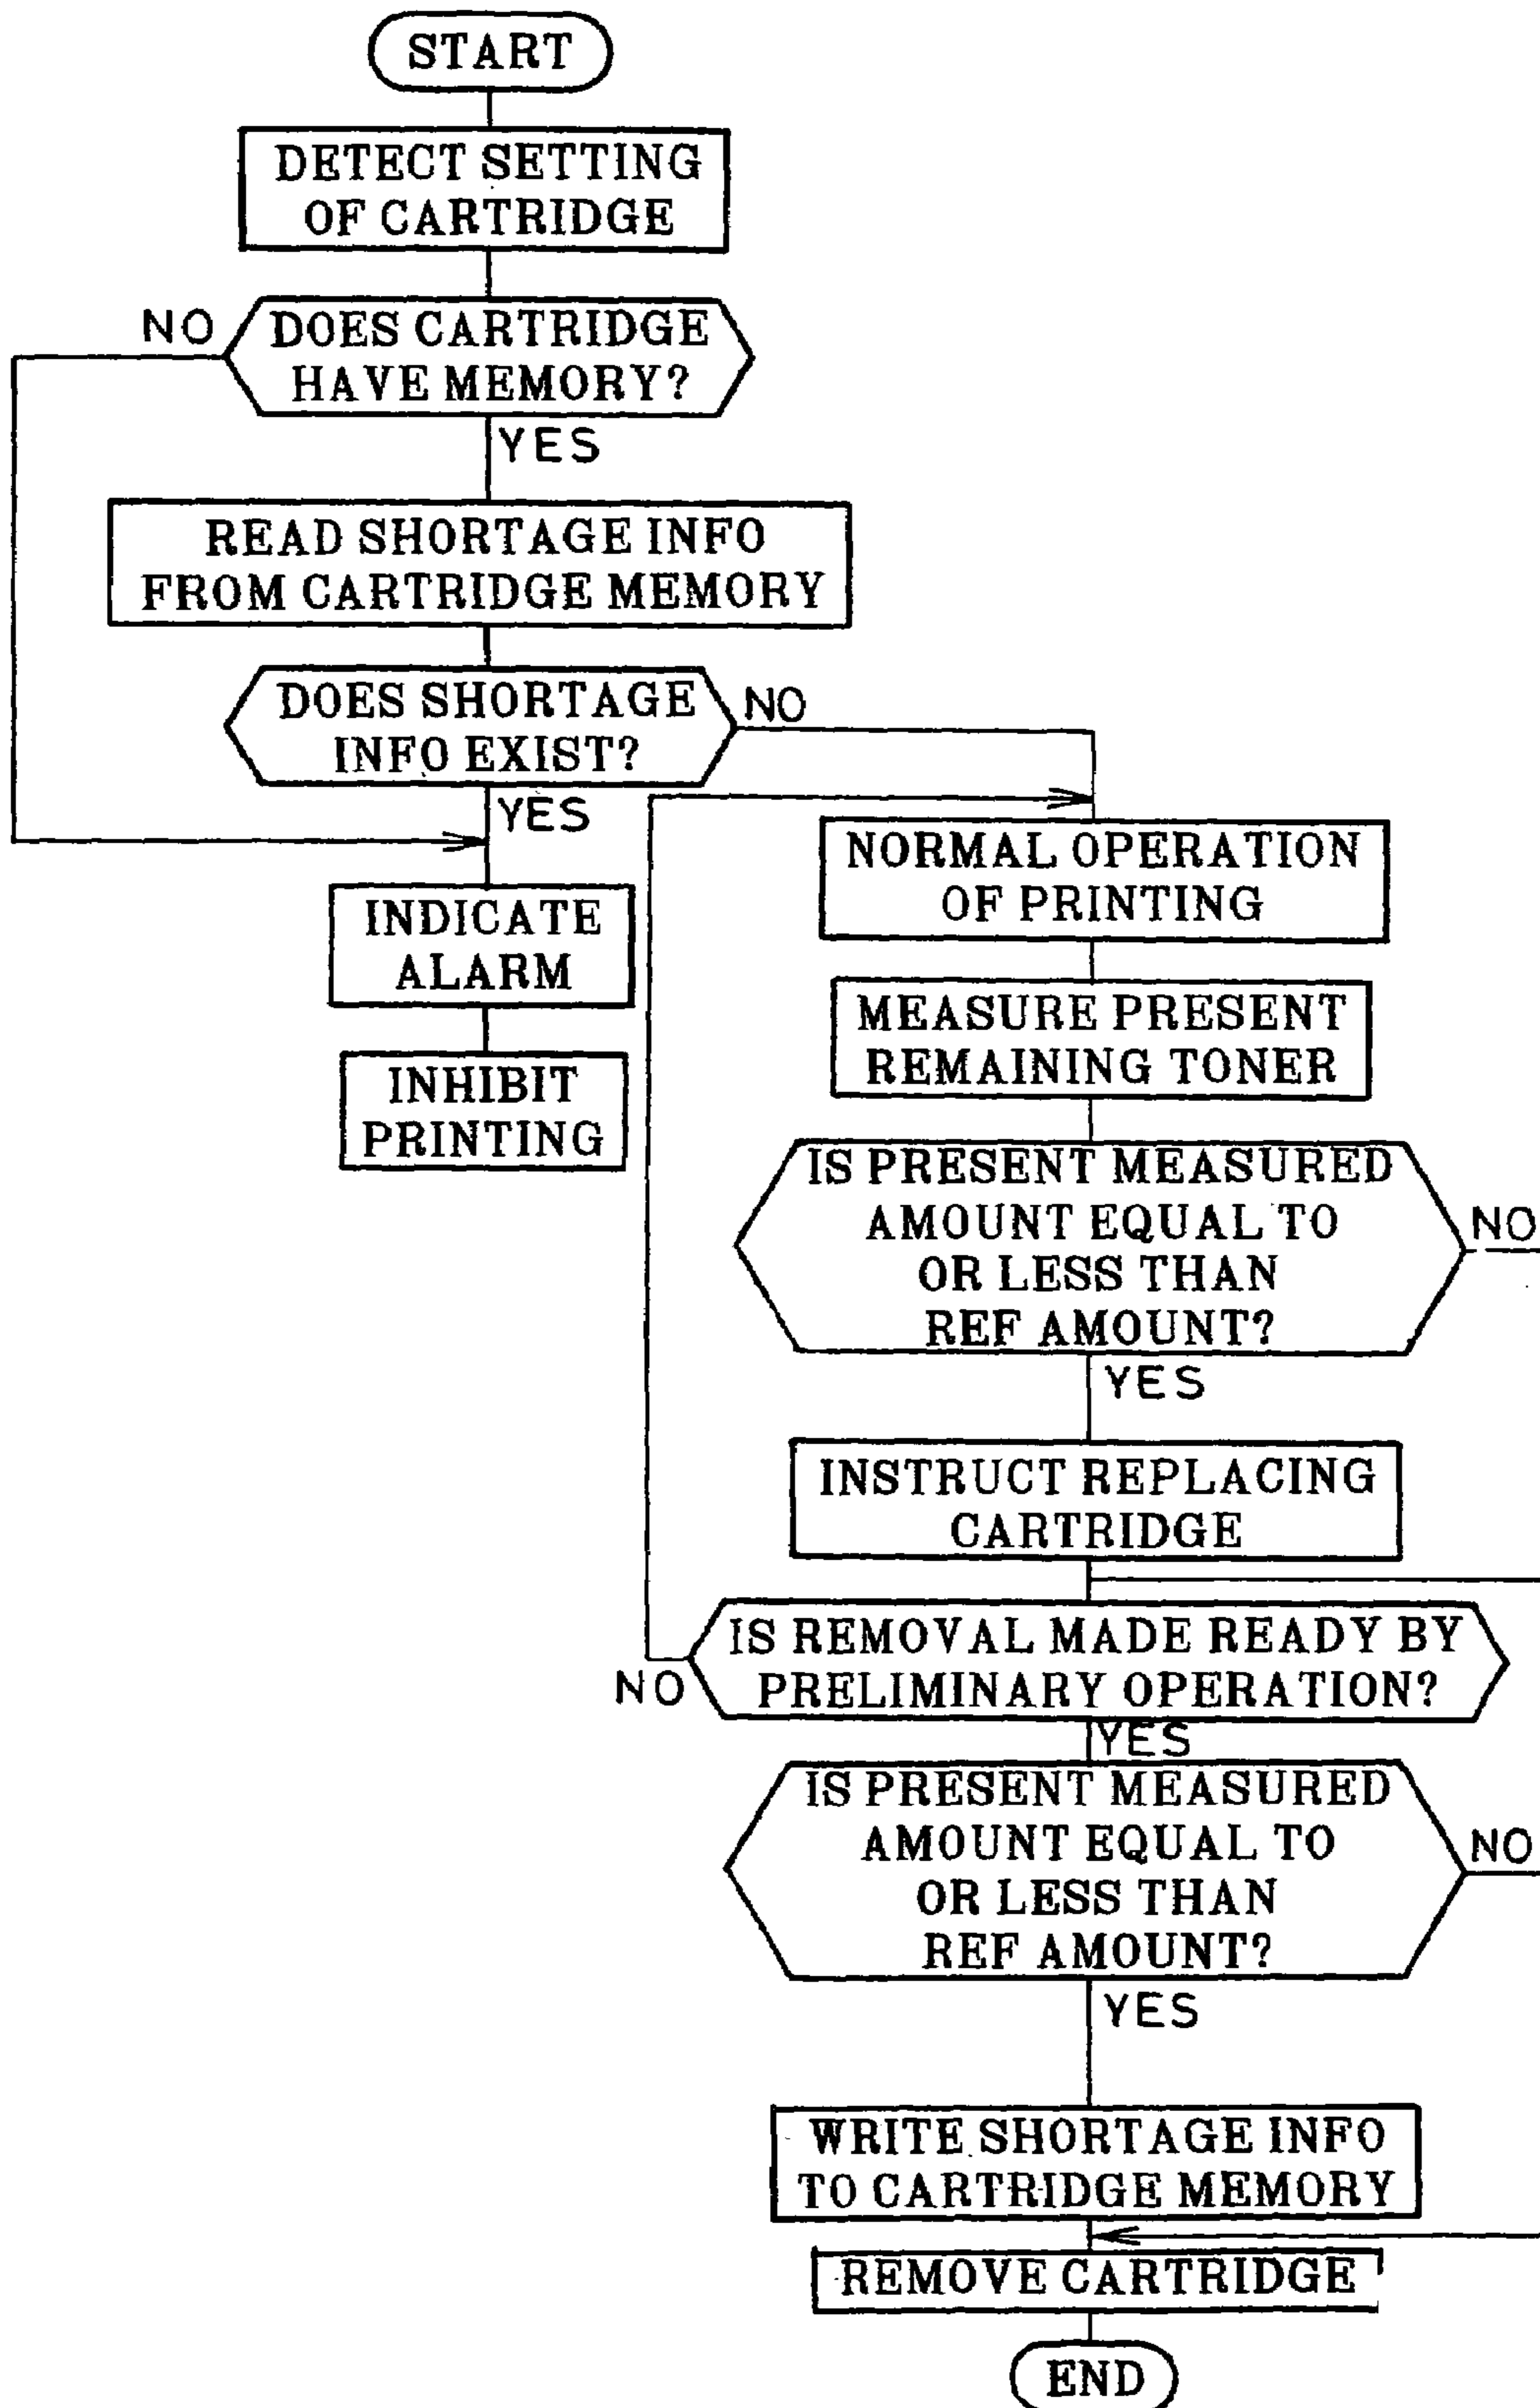 START
DETECT SETTING
OF CARTRIDGE
NO
DOES CARTRIDGE
HAVE MEMORY?
YES
READ SHORTAGE INFO
FROM CARTRIDGE MEMORY
DOES SHORTAGE
INFO EXIST?
NO
YES
INDICATE
ALARM
INHIBIT
PRINTING
NORMAL OPERATION
OF PRINTING
MEASURE PRESENT
REMAINING TONER
IS PRESENT MEASURED
AMOUNT EQUAL TO
OR LESS THAN
REF AMOUNT?
NO
YES
INSTRUCT REPLACING
CARTRIDGE
IS REMOVAL MADE READY BY
PRELIMINARY OPERATION?
NO
YES
IS PRESENT MEASURED
AMOUNT EQUAL TO
OR LESS THAN
REF AMOUNT?
NO
YES
WRITE SHORTAGE INFO
TO CARTRIDGE MEMORY
REMOVE CARTRIDGE
END